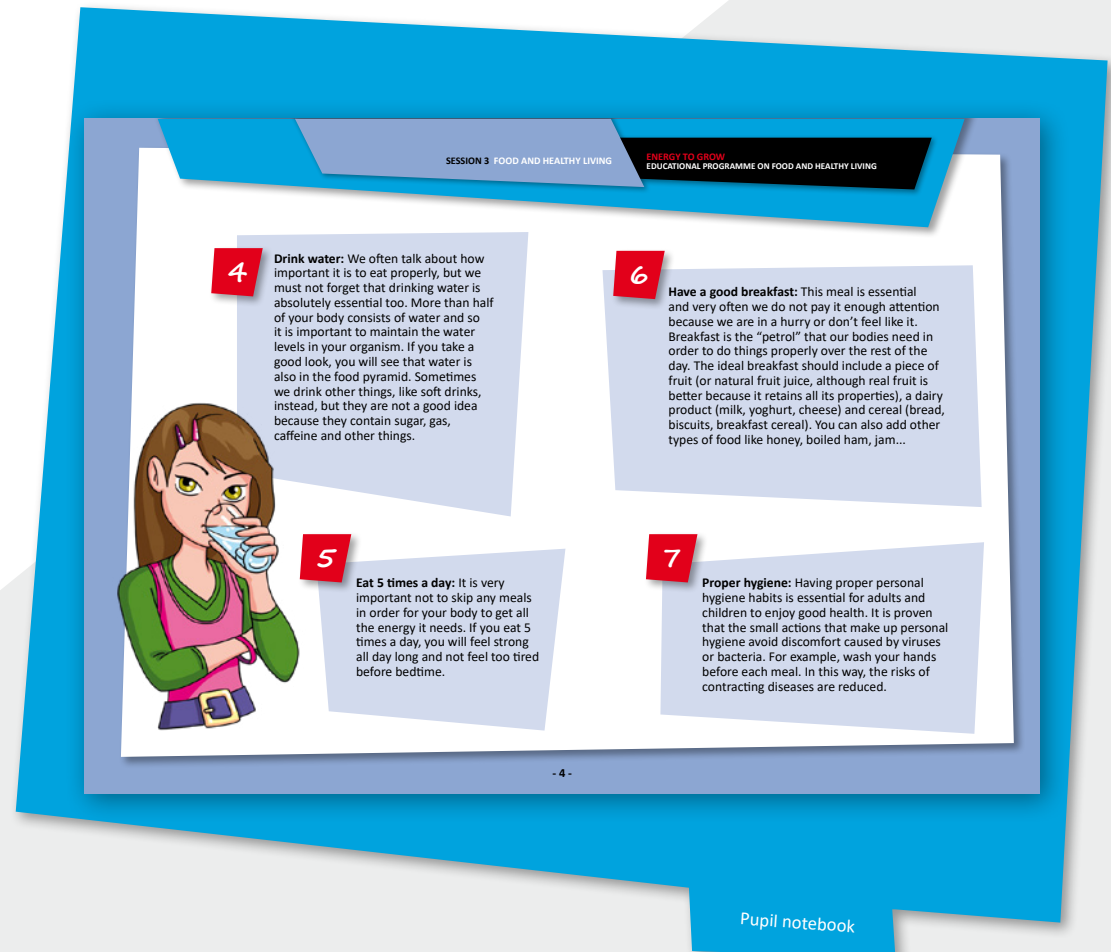 SESSION 3 FOOD AND HEALTHY LIVING
ENERGY TO GROW
EDUCATIONAL PROGRAMME ON FOOD AND HEALTHY LIVING
4
Drink water: We often talk about how
important it is to eat properly, but we
must not forget that drinking water is
absolutely essential too. More than half
of your body consists of water and so
it is important to maintain the water
levels in your organism. If you take a
good look, you will see that water is
also in the food pyramid. Sometimes
we drink other things, like soft drinks,
instead, but they are not a good idea
because they contain sugar, gas,
caffeine and other things.
5
Eat 5 times a day: It is very
important not to skip any meals
in order for your body to get all
the energy it needs. If you eat 5
times a day, you will feel strong
all day long and not feel too tired
before bedtime.
6
Have a good breakfast: This meal is essential
and very often we do not pay it enough attention
because we are in a hurry or don’t feel like it.
Breakfast is the “petrol” that our bodies need in
order to do things properly over the rest of the
day. The ideal breakfast should include a piece of
fruit (or natural fruit juice, although real fruit is
better because it retains all its properties), a dairy
product (milk, yoghurt, cheese) and cereal (bread,
biscuits, breakfast cereal). You can also add other
types of food like honey, boiled ham, jam...
7
Proper hygiene: Having proper personal
hygiene habits is essential for adults and
children to enjoy good health. It is proven
that the small actions that make up personal
hygiene avoid discomfort caused by viruses
or bacteria. For example, wash your hands
before each meal. In this way, the risks of
contracting diseases are reduced.
- 4 -
Pupil notebook